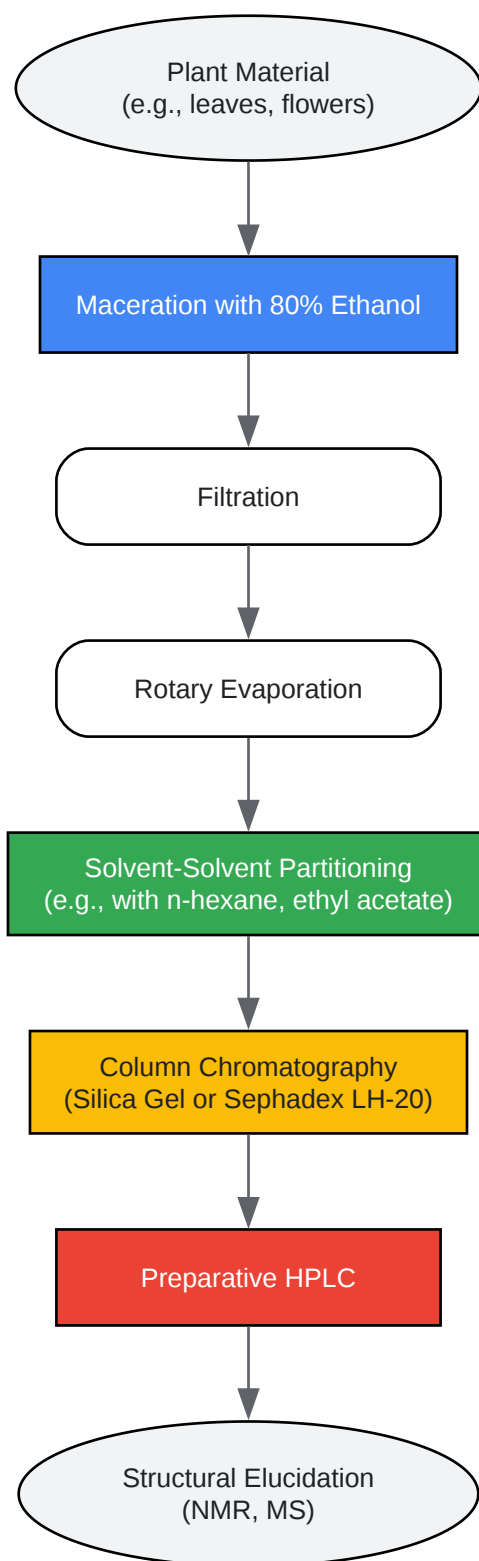 Plant Material
(e.g., leaves, flowers)
Maceration with 80% Ethanol
Filtration
Rotary Evaporation
Solvent-Solvent Partitioning
(e.g., with n-hexane, ethyl acetate)
Column Chromatography
(Silica Gel or Sephadex LH-20)
Preparative HPLC
Structural Elucidation
(NMR, MS)